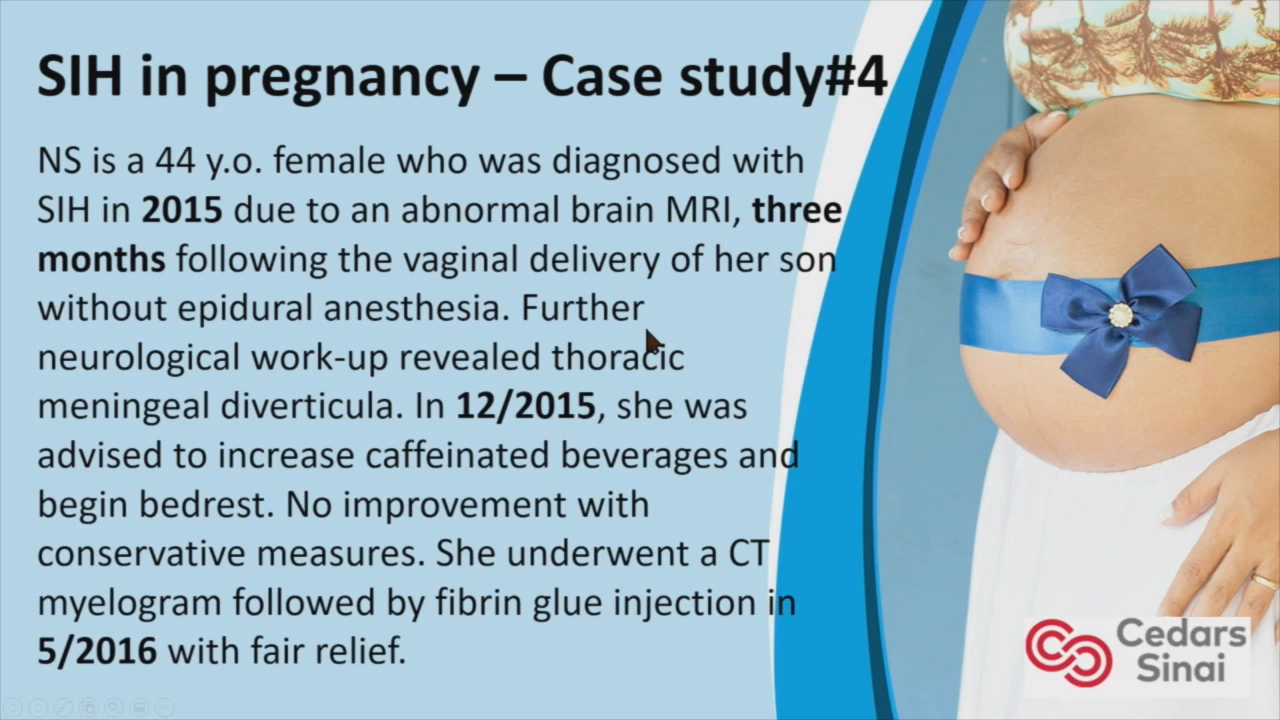 SIH in pregnancy – Case study#4
NS is a 44 y.o. female who was diagnosed with
SIH in 2015 due to an abnormal brain MRI, three
months following the vaginal delivery of her son
without epidural anesthesia. Further
neurological work-up revealed thoracic
meningeal diverticula. In 12/2015, she was
advised to increase caffeinated beverages and
begin bedrest. No improvement with
conservative measures. She underwent a CT
myelogram followed by fibrin glue injection in
5/2016 with fair relief.
Cedars
Sinai